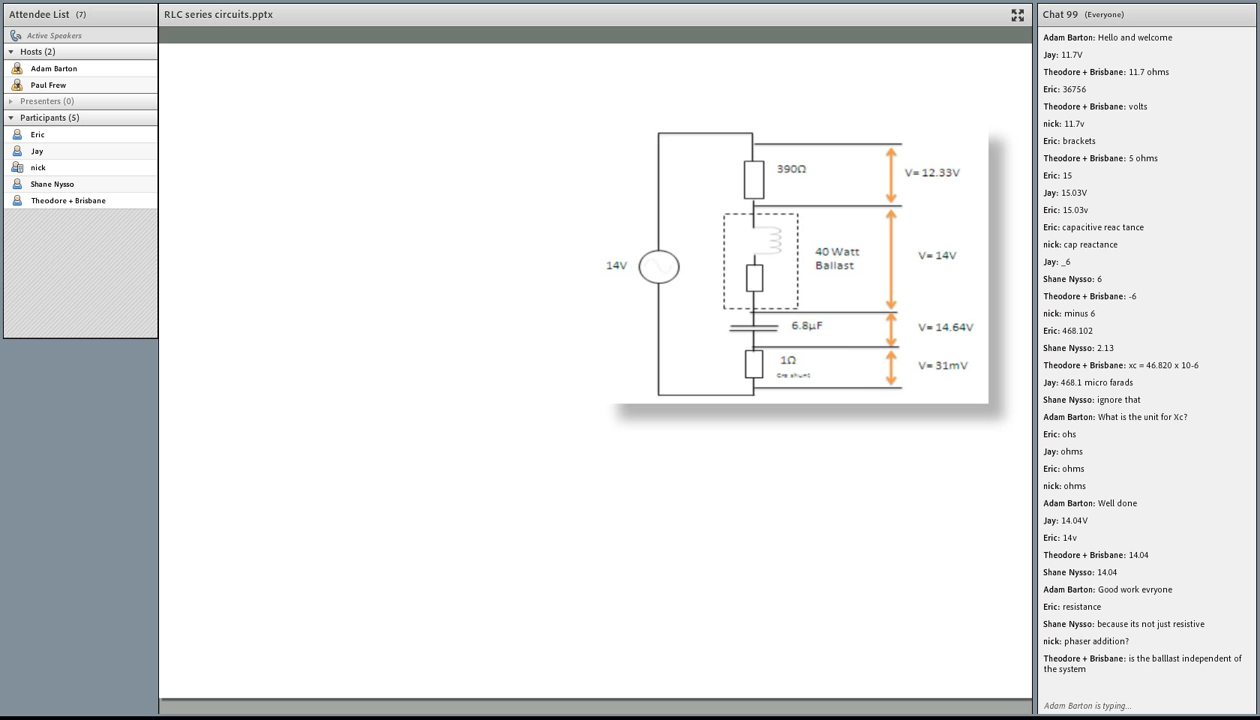 Attendee List (7)
Active Speakers
Hosts (2)
Adam Barton
Paul Frew
Presenters (0)
Participants (5)
Eric
Jay
nick
Shane Nysso
Theodore + Brisbane
RLC series circuits.pptx
390Ω
V= 12.33V
14V
40 Watt
Ballast
V= 14V
6.8µF
V= 14.64V
1Ω
V= 31mV
Chat 99 (Everyone)
Adam Barton: Hello and welcome
Jay: 11.7V
Theodore + Brisbane: 11.7 ohms
Eric: 36756
Theodore + Brisbane: volts
nick: 11.7v
Eric: brackets
Theodore + Brisbane: 5 ohms
Eric: 15
Jay: 15.03V
Eric: 15.03v
Eric: capacitive reac tance
nick: cap reactance
Jay: _6
Shane Nysso: 6
Theodore + Brisbane: -6
nick: minus 6
Eric: 468.102
Shane Nysso: 2.13
Theodore + Brisbane: xc = 46.820 x 10-6
Jay: 468.1 micro farads
Shane Nysso: ignore that
Adam Barton: What is the unit for Xc?
Eric: ohs
Jay: ohms
Eric: ohms
nick: ohms
Adam Barton: Well done
Jay: 14.04V
Eric: 14v
Theodore + Brisbane: 14.04
Shane Nysso: 14.04
Adam Barton: Good work evryone
Eric: resistance
Shane Nysso: because its not just resistive
nick: phaser addition?
Theodore + Brisbane: is the balllast independent of
the system
Adam Barton is typing...